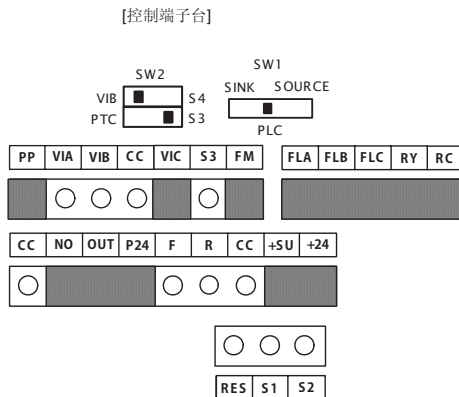 [控制端子台]
SW2
SW1
VIB S4 SINK SOURCE
PTC S3
PLC
PP VIA VIB CC VIC S3 FM FLA FLB FLC RY RC
CC NO OUT P24 F R CC +SU +24
RES S1 S2